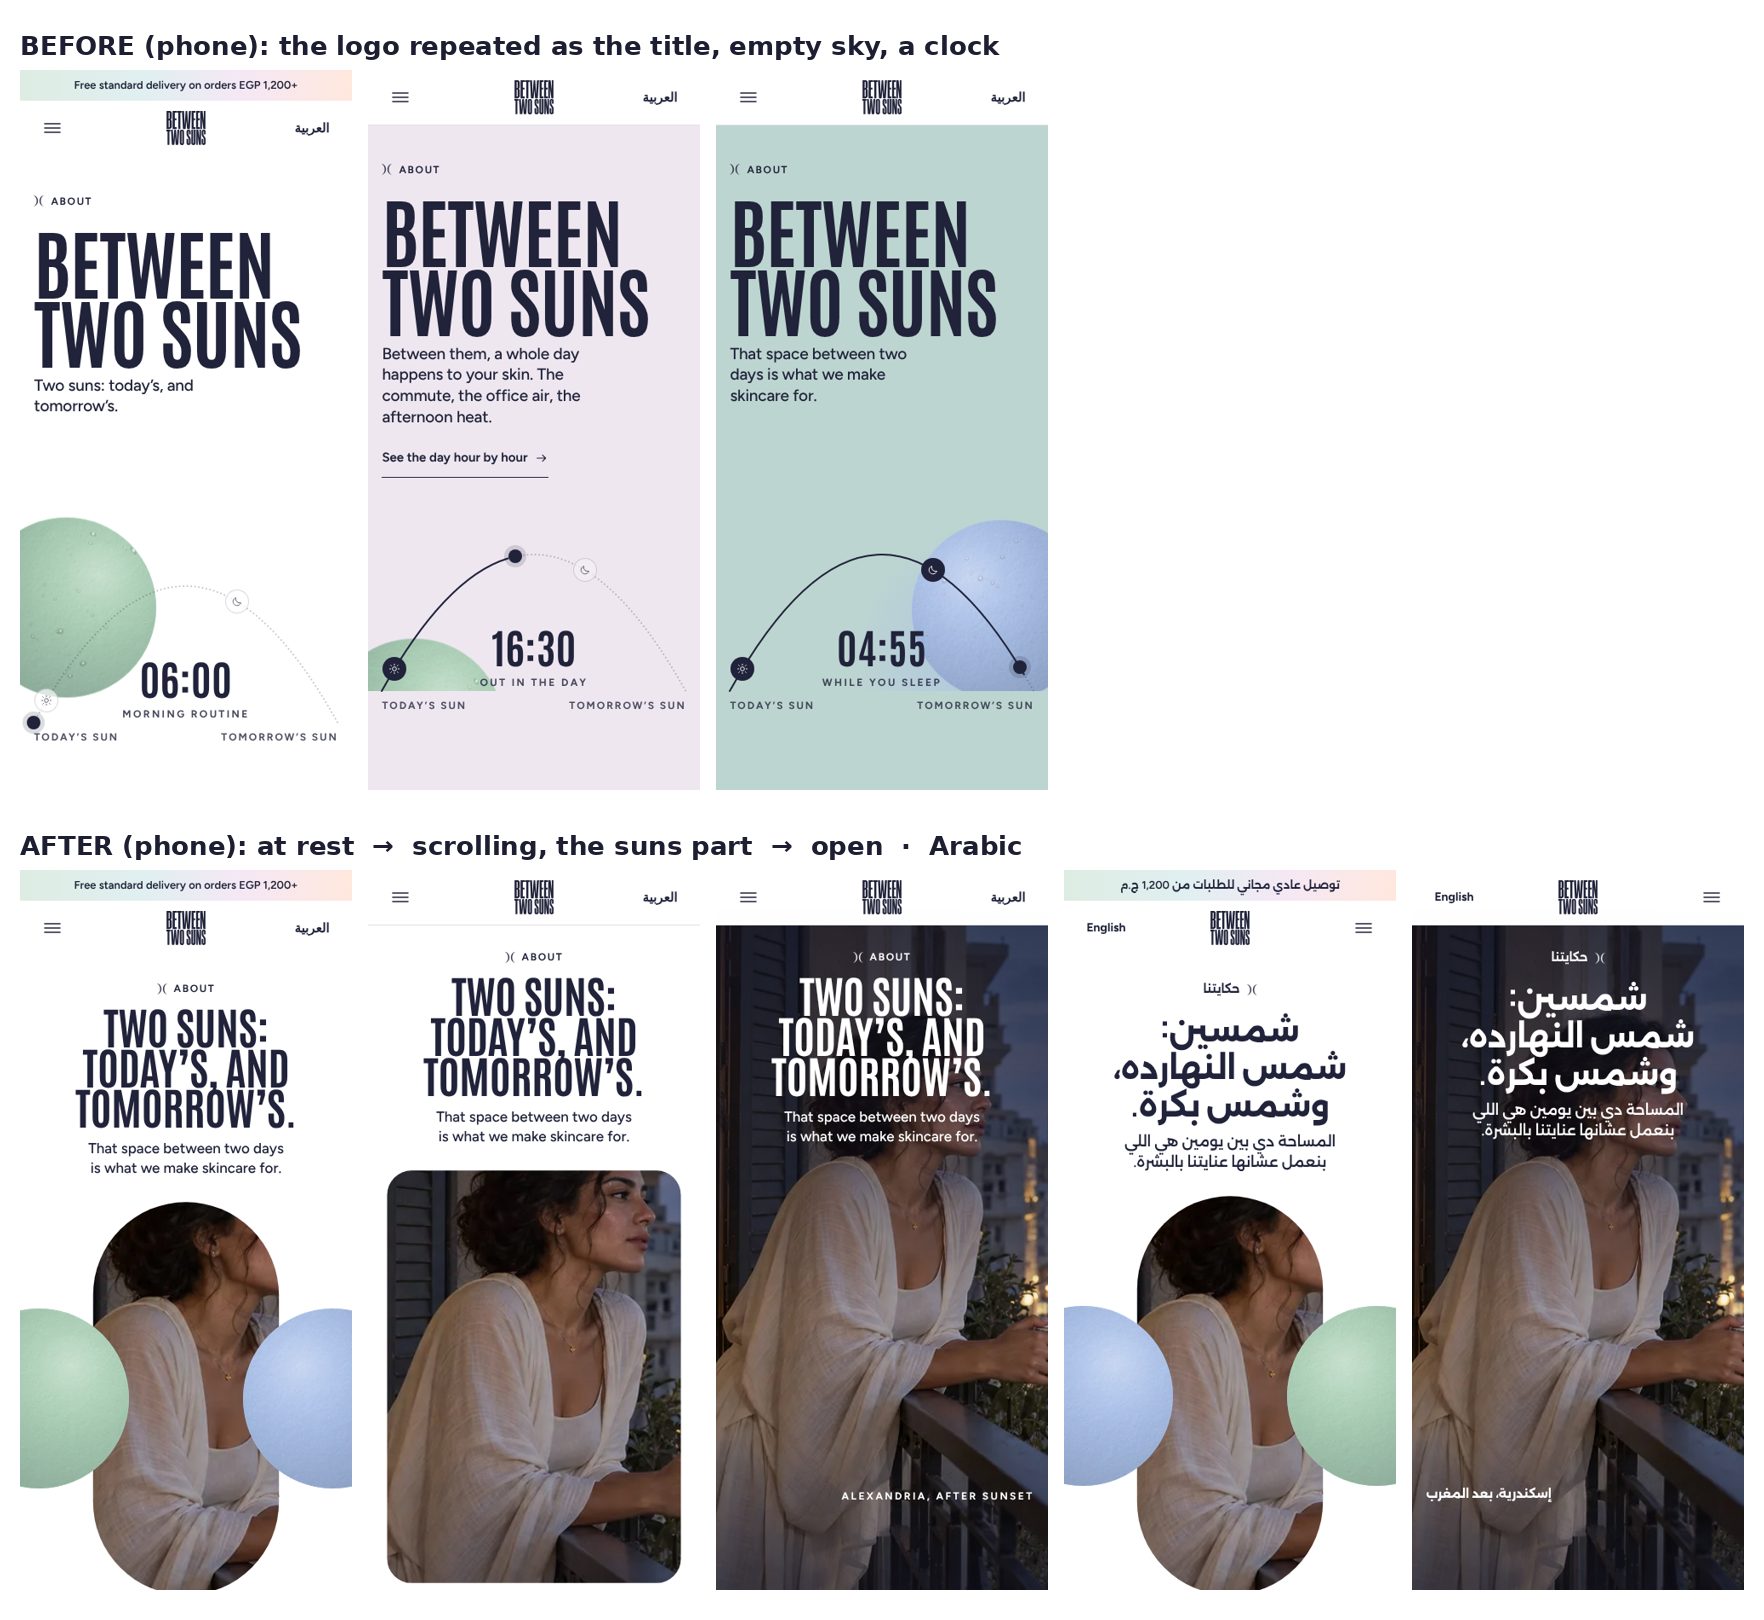 BEFORE (phone): the logo repeated as the title, empty sky, a clock
Free standard delivery on orders EGP 1,200+
BETWEEN
TWO SUNS
العربية
ABOUT
BETWEEN
TWO SUNS
Two suns: today’s, and
tomorrow’s.
06:00
MORNING ROUTINE
TODAY’S SUN
TOMORROW’S SUN
BETWEEN
TWO SUNS
العربية
ABOUT
BETWEEN
TWO SUNS
Between them, a whole day
happens to your skin. The
commute, the office air, the
afternoon heat.
See the day hour by hour →
16:30
OUT IN THE DAY
TODAY’S SUN
TOMORROW’S SUN
BETWEEN
TWO SUNS
العربية
ABOUT
BETWEEN
TWO SUNS
That space between two
days is what we make
skincare for.
04:55
WHILE YOU SLEEP
TODAY’S SUN
TOMORROW’S SUN
AFTER (phone): at rest → scrolling, the suns part → open · Arabic
Free standard delivery on orders EGP 1,200+
BETWEEN
TWO SUNS
العربية
ABOUT
TWO SUNS:
TODAY’S, AND
TOMORROW’S.
That space between two days
is what we make skincare for.
BETWEEN
TWO SUNS
العربية
ABOUT
TWO SUNS:
TODAY’S, AND
TOMORROW’S.
That space between two days
is what we make skincare for.
BETWEEN
TWO SUNS
العربية
ABOUT
TWO SUNS:
TODAY’S, AND
TOMORROW’S.
That space between two days
is what we make skincare for.
ALEXANDRIA, AFTER SUNSET
توصيل عادي مجاني للطلبات من 1,200 ج.م
English
BETWEEN
TWO SUNS
حكايتنا
شمسين:
شمس النهارده،
وشمس بكرة.
المساحة دي بين يومين هي اللي
بنعمل عشانها عنايتنا بالبشرة.
English
BETWEEN
TWO SUNS
حكايتنا
شمسين:
شمس النهارده،
وشمس بكرة.
المساحة دي بين يومين هي اللي
بنعمل عشانها عنايتنا بالبشرة.
إسكندرية، بعد المغرب